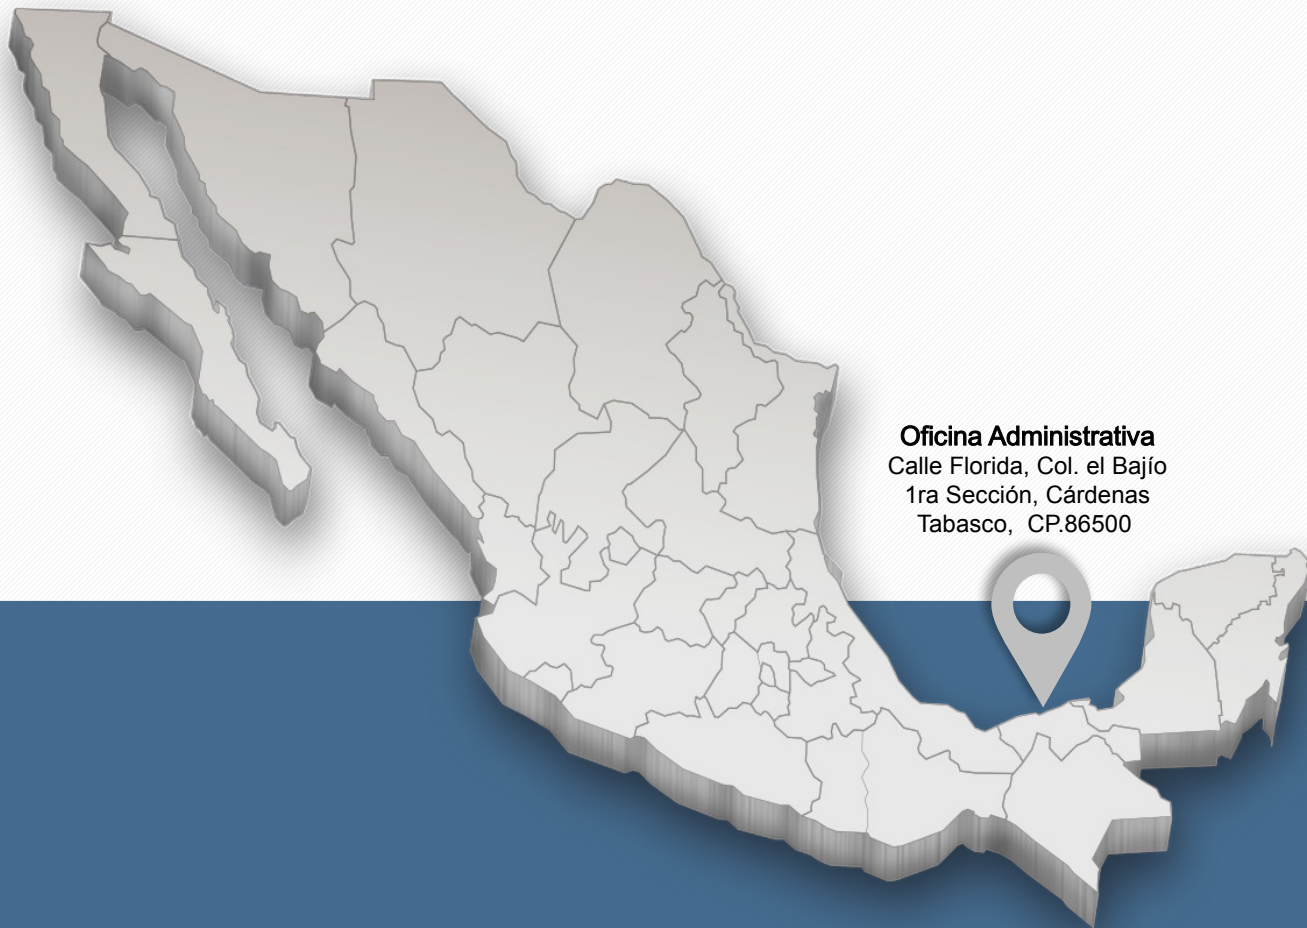 Oficina Administrativa
Calle Florida, Col. el Bajío
1ra Sección, Cárdenas
Tabasco,  CP.86500